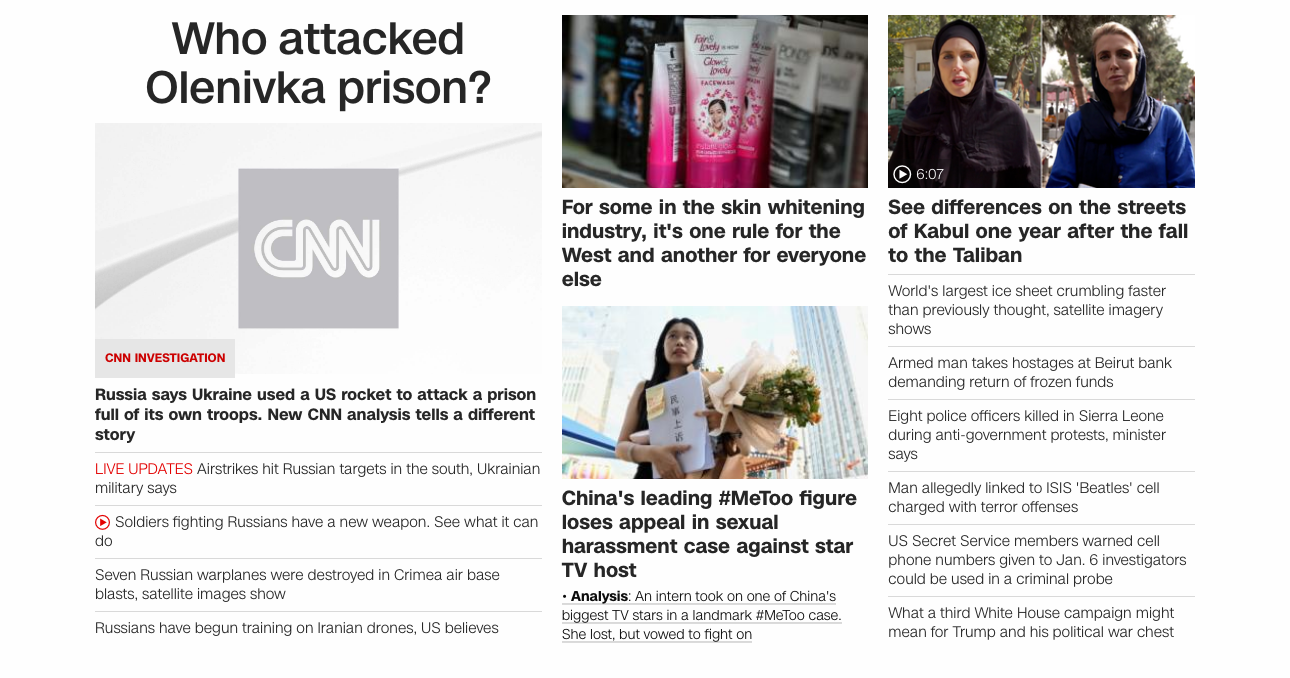 Who attacked
Olenivka prison?
CNN
CNN INVESTIGATION
Russia says Ukraine used a US rocket to attack a prison
full of its own troops. New CNN analysis tells a different
story
LIVE UPDATES Airstrikes hit Russian targets in the south, Ukrainian
military says
Soldiers fighting Russians have a new weapon. See what it can
do
Seven Russian warplanes were destroyed in Crimea air base
blasts, satellite images show
Russians have begun training on Iranian drones, US believes
Fair &
Lovely
Glow &
Lovely
FACEWASH
POND'S
For some in the skin whitening
industry, it's one rule for the
West and another for everyone
else
民事上诉
China's leading #MeToo figure
loses appeal in sexual
harassment case against star
TV host
• Analysis: An intern took on one of China's
biggest TV stars in a landmark #MeToo case.
She lost, but vowed to fight on
6:07
See differences on the streets
of Kabul one year after the fall
to the Taliban
World's largest ice sheet crumbling faster
than previously thought, satellite imagery
shows
Armed man takes hostages at Beirut bank
demanding return of frozen funds
Eight police officers killed in Sierra Leone
during anti-government protests, minister
says
Man allegedly linked to ISIS 'Beatles' cell
charged with terror offenses
US Secret Service members warned cell
phone numbers given to Jan. 6 investigators
could be used in a criminal probe
What a third White House campaign might
mean for Trump and his political war chest